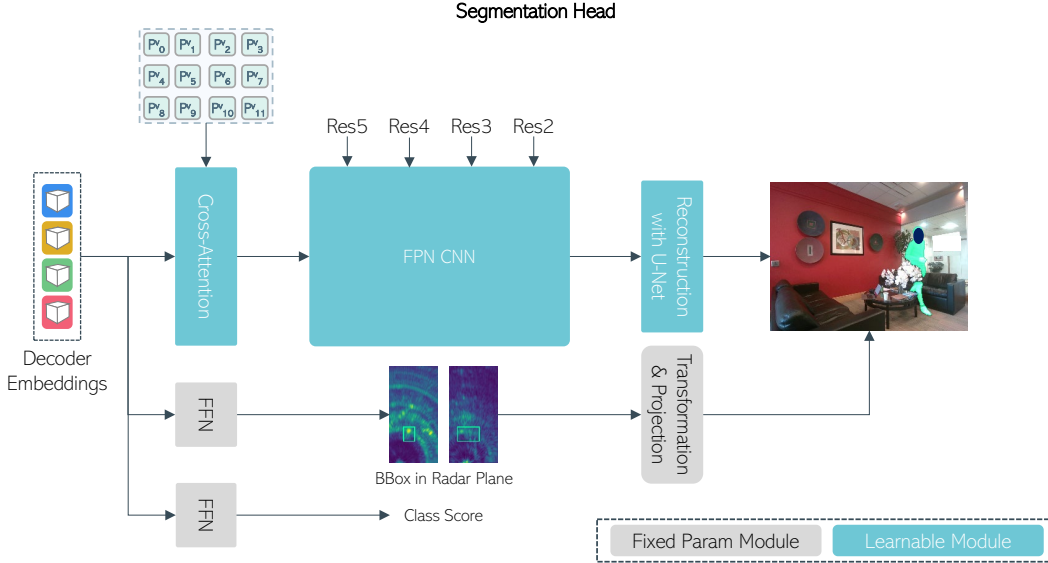 Segmentation Head
Pv0 Pv1 Pv2 Pv3
Pv4 Pv5 Pv6 Pv7
Pv8 Pv9 Pv10 Pv11
Res5 Res4 Res3 Res2
Cross-Attention
FPN CNN
Reconstruction
with U-Net
Decoder
Embeddings
FFN
BBox in Radar Plane
Transformation
& Projection
FFN
Class Score
Fixed Param Module
Learnable Module